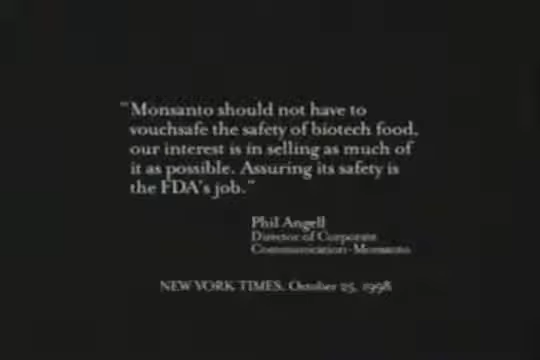 "Monsanto should not have to
vouchsafe the safety of biotech food,
our interest is in selling as much of
it as possible. Assuring its safety is
the FDA's job."
Phil Angell
Director of Corporate
Communication-Monsanto
NEW YORK TIMES, October 25, 1998